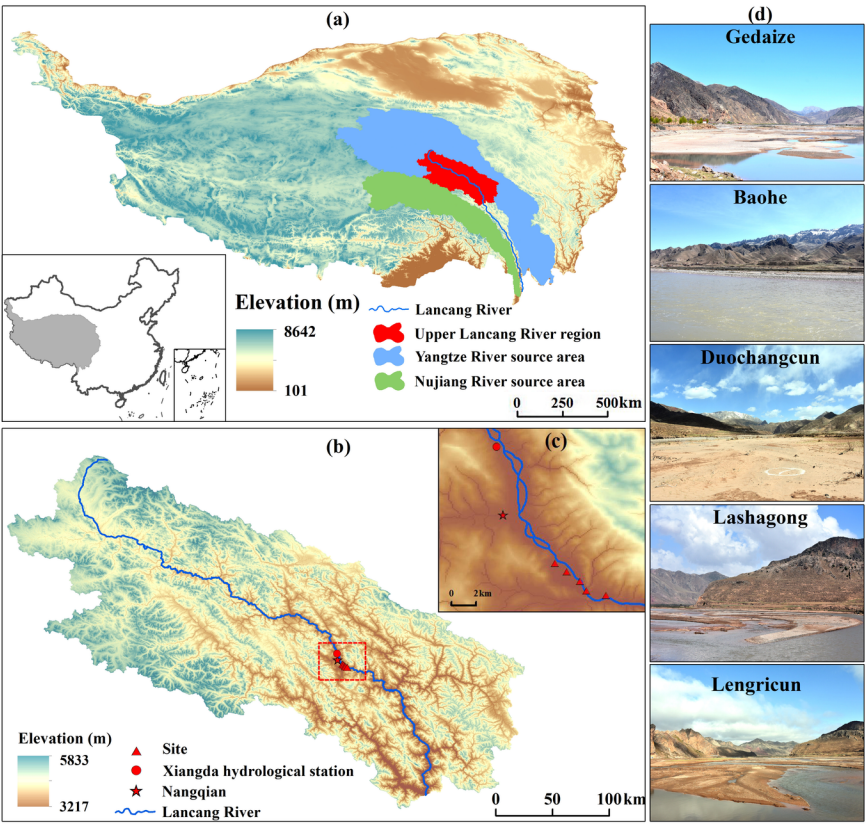 (a)
Elevation (m)
8642
101
Lancang River
Upper Lancang River region
Yangtze River source area
Nujiang River source area
0 250 500km
(b)
Elevation (m)
5833
3217
Site
Xiangda hydrological station
Nangqian
Lancang River
0 50 100 km
(c)
0 2km
(d)
Gedaize
Baohe
Duochangcun
Lashagong
Lengricun